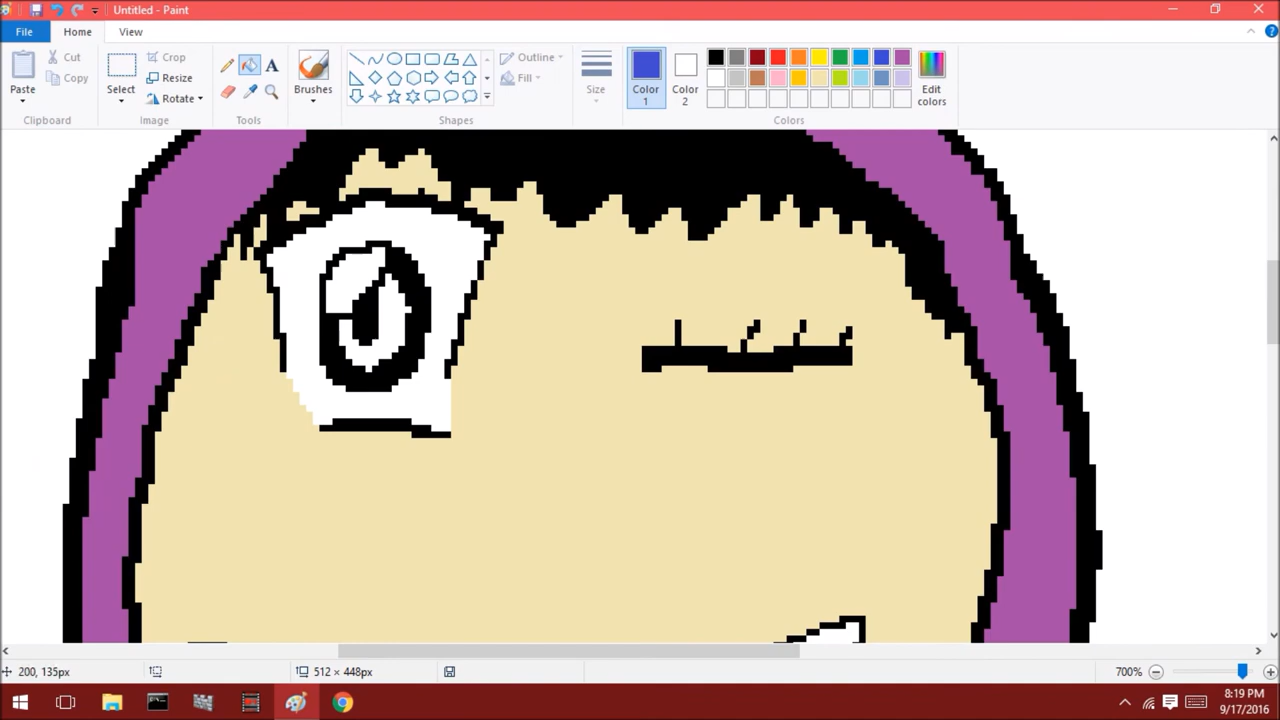 Untitled - Paint
File
Home
View
Paste
Cut
Copy
Clipboard
Select
Crop
Resize
Rotate
Image
A
Tools
Brushes
Outline
Fill
Shapes
Size
Color
1
Color
2
Edit
colors
Colors
200, 135px
512 × 448px
700%
8:19 PM
9/17/2016